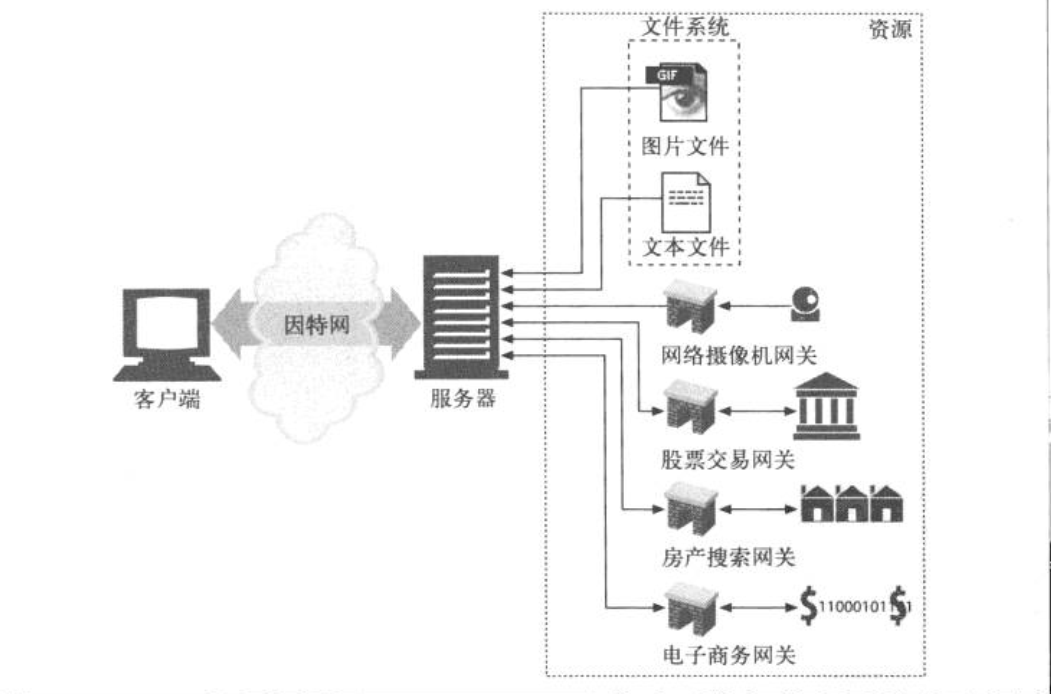 文件系统
资源
GIF
图片文件
文本文件
因特网
客户端
服务器
网络摄像机网关
股票交易网关
房产搜索网关
电子商务网关